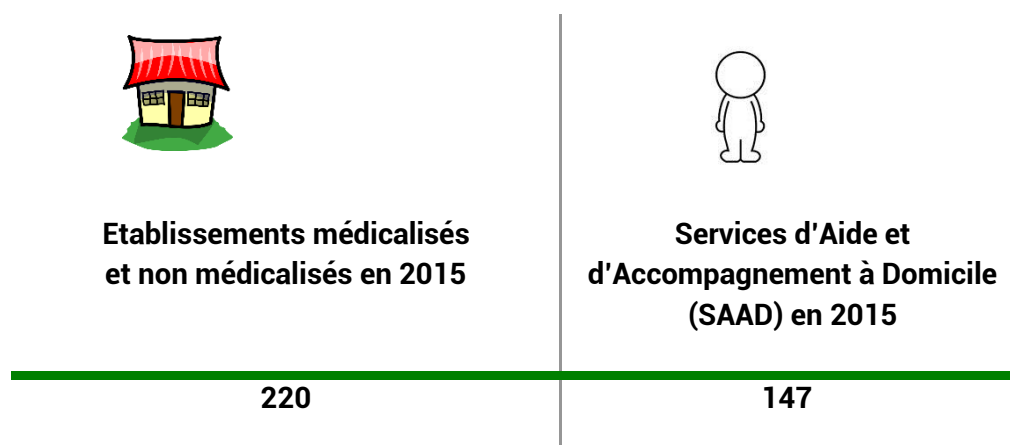 Etablissements médicalisés
et non médicalisés en 2015
Services d'Aide et
d'Accompagnement à Domicile
(SAAD) en 2015
220
147